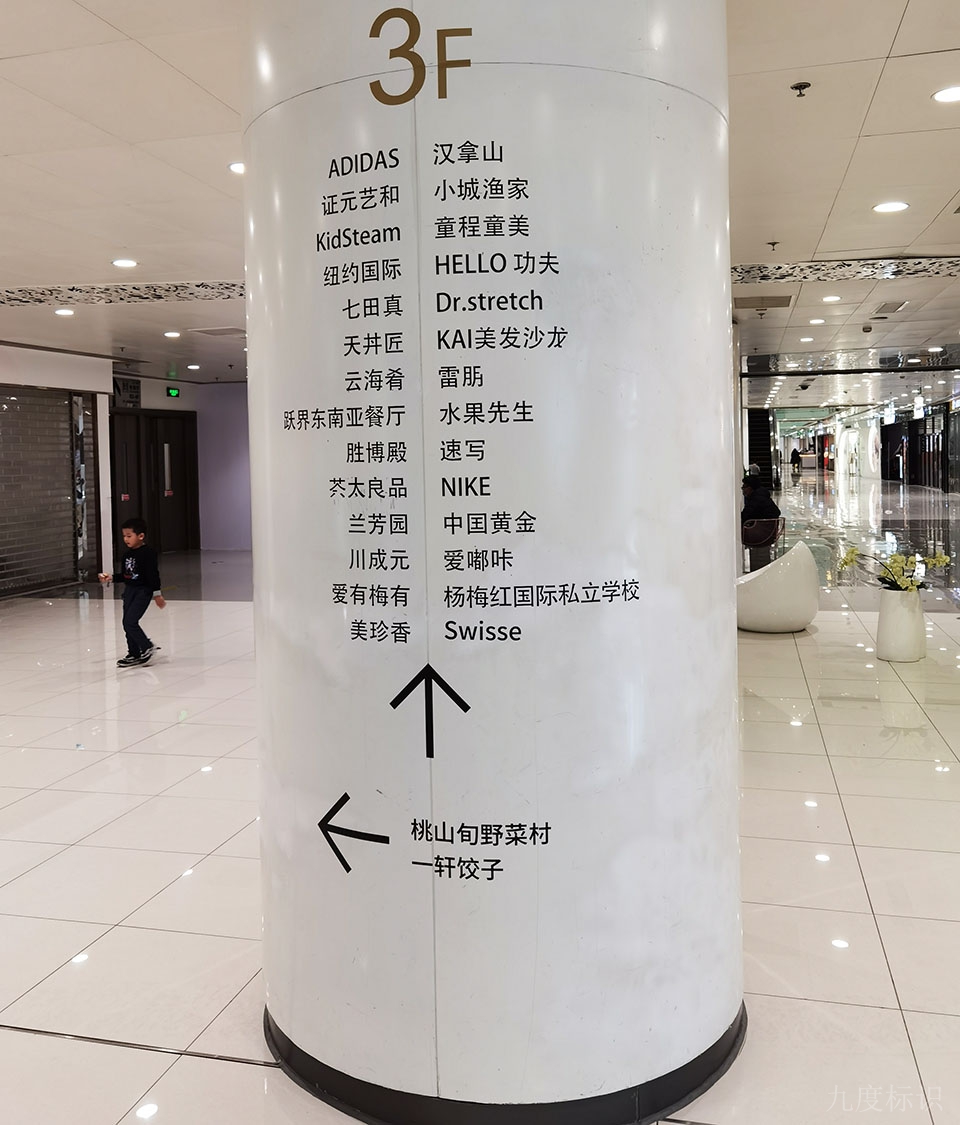 3F
ADIDAS
证元艺和
KidSteam
纽约国际
七田真
天丼匠
云海肴
跃界东南亚餐厅
胜博殿
太良品
兰芳园
川成元
爱有梅有
美珍香
汉拿山
小城渔家
童程童美
HELLO 功夫
Dr.stretch
KAI美发沙龙
雷朋
水果先生
速写
NIKE
中国黄金
爱嘟咔
杨梅红国际私立学校
Swisse
桃山旬野菜村
一轩饺子
九度标识